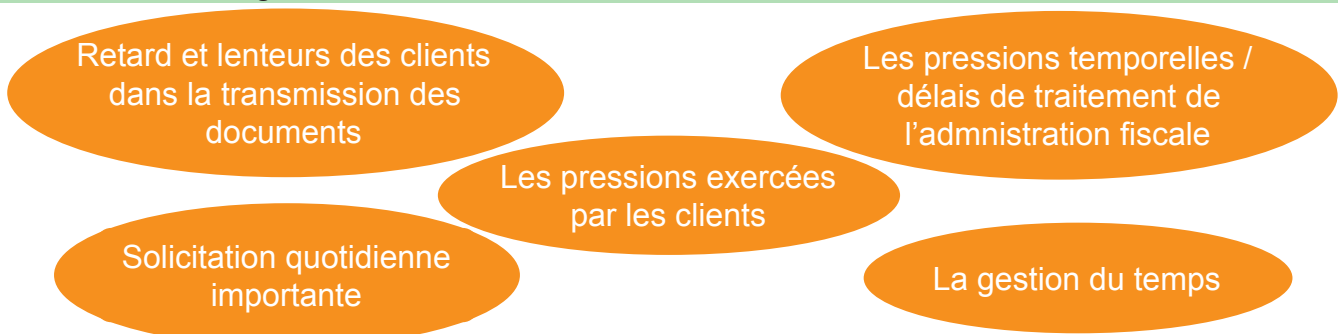 Retard et lenteurs des clients
dans la transmission des
documents
Les pressions temporelles /
délais de traitement de
l’admnistration fiscale
Les pressions exercées
par les clients
Solicitation quotidienne
importante
La gestion du temps